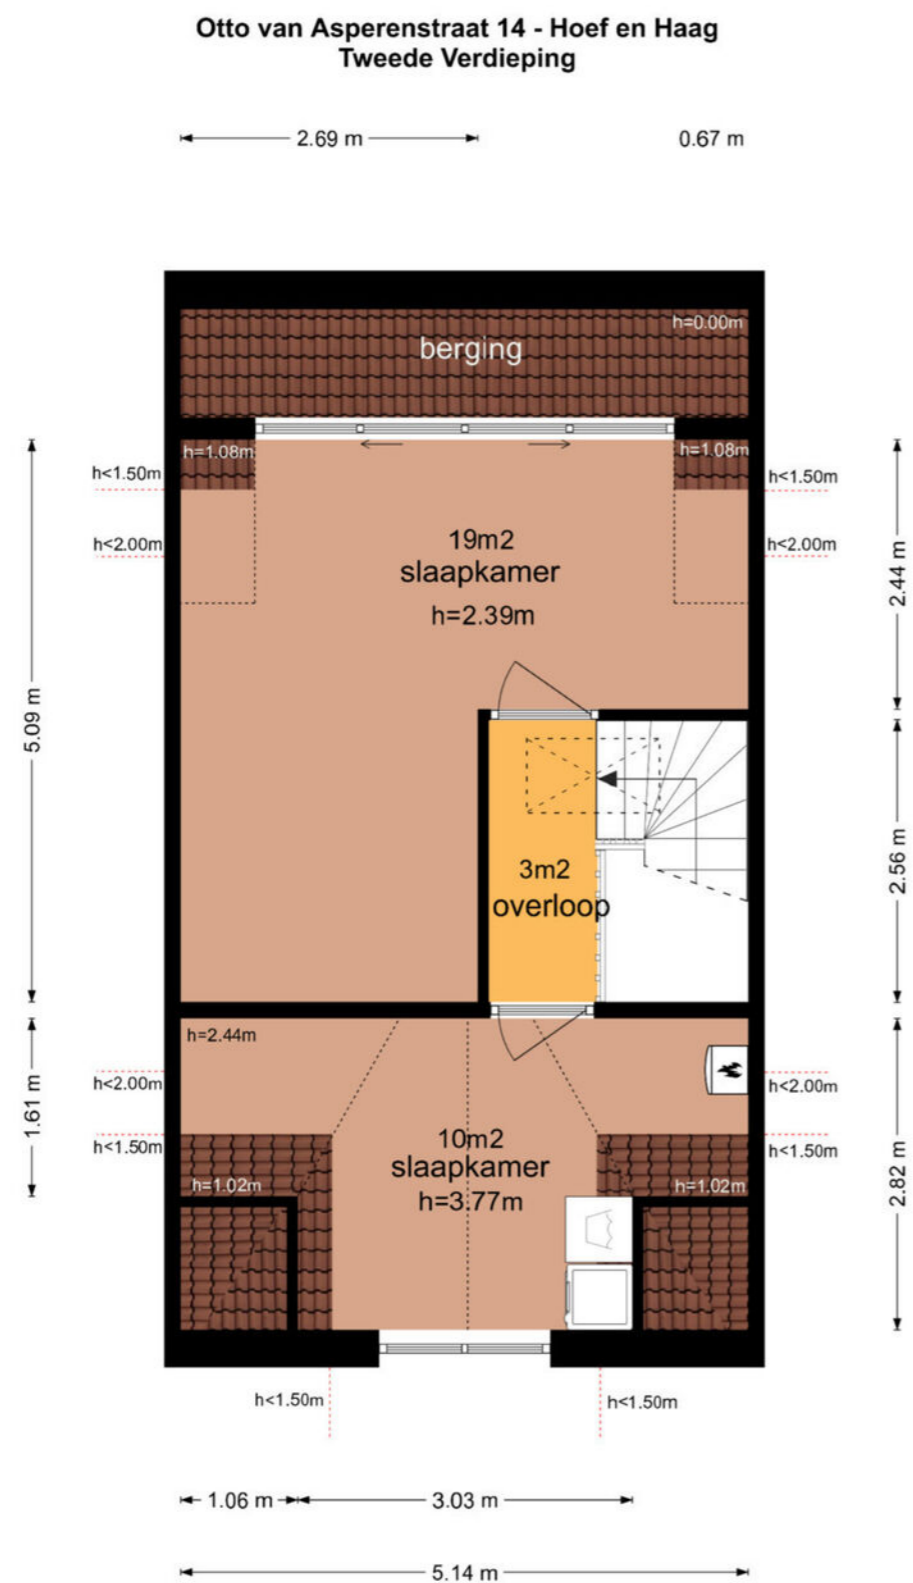 Otto van Asperenstraat 14 - Hoef en Haag
Tweede Verdieping
2.69 m
0.67 m
h=0.00m
berging
h=1.08m
h=1.08m
h<1.50m
h<1.50m
19m2
slaapkamer
h=2.39m
h<2.00m
h<2.00m
2.44 m
5.09 m
3m2
overloop
2.56 m
h=2.44m
h<2.00m
h<2.00m
1.61 m
h<1.50m
h<1.50m
10m2
slaapkamer
h=3.77m
h=1.02m
h=1.02m
2.82 m
h<1.50m
h<1.50m
1.06 m
3.03 m
5.14 m